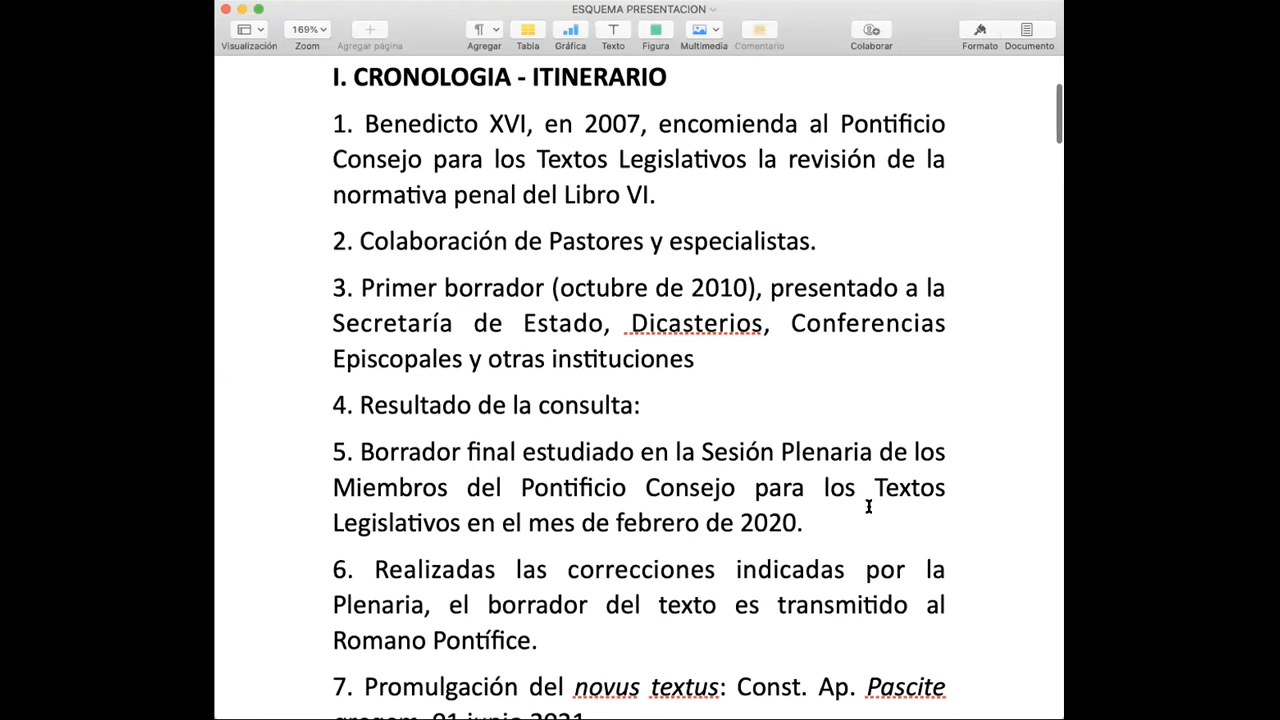 ESQUEMA PRESENTACION
169%
Visualización Zoom Agregar página Agregar Tabla Gráfica Texto Figura Multimedia Comentario Colaborar Formato Documento
I. CRONOLOGIA - ITINERARIO
1. Benedicto XVI, en 2007, encomienda al Pontificio
Consejo para los Textos Legislativos la revisión de la
normativa penal del Libro VI.
2. Colaboración de Pastores y especialistas.
3. Primer borrador (octubre de 2010), presentado a la
Secretaría de Estado, Dicasterios, Conferencias
Episcopales y otras instituciones
4. Resultado de la consulta:
5. Borrador final estudiado en la Sesión Plenaria de los
Miembros del Pontificio Consejo para los Textos
Legislativos en el mes de febrero de 2020.
6. Realizadas las correcciones indicadas por la
Plenaria, el borrador del texto es transmitido al
Romano Pontífice.
7. Promulgación del novus textus: Const. Ap. Pascite
gregem, 01 junio 2021